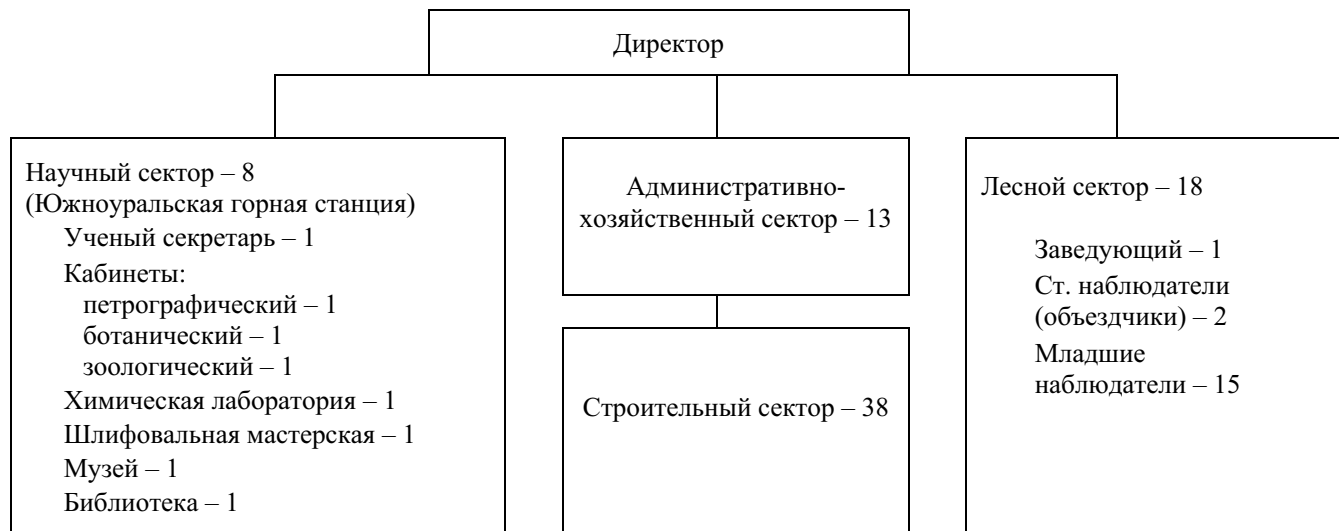 Директор
Научный сектор – 8
(Южноуральская горная станция)
Ученый секретарь – 1
Кабинеты:
петрографический – 1
ботанический – 1
зоологический – 1
Химическая лаборатория – 1
Шлифовальная мастерская – 1
Музей – 1
Библиотека – 1
Административно-
хозяйственный сектор – 13
Строительный сектор – 38
Лесной сектор – 18
Заведующий – 1
Ст. наблюдатели
(объездчики) – 2
Младшие
наблюдатели – 15